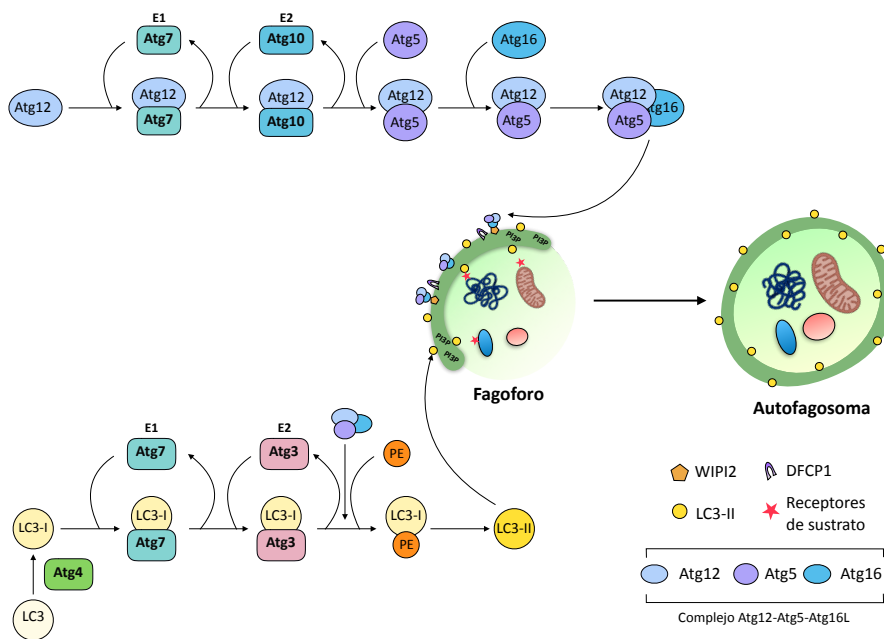 E1
E2
Atg7
Atg10
Atg5
Atg16
Atg12
Atg12
Atg7
Atg12
Atg10
Atg12
Atg5
Atg12
Atg5
Atg12
Atg5
Atg16
PI3P
PI3P
PI3P
PI3P
Fagoforo
Autofagosoma
E1
E2
Atg7
Atg3
PE
LC3-I
LC3-I
Atg7
LC3-I
Atg3
LC3-I
PE
LC3-II
Atg4
LC3
WIPI2
DFCP1
LC3-II
Receptores
de sustrato
Atg12
Atg5
Atg16
Complejo Atg12-Atg5-Atg16L